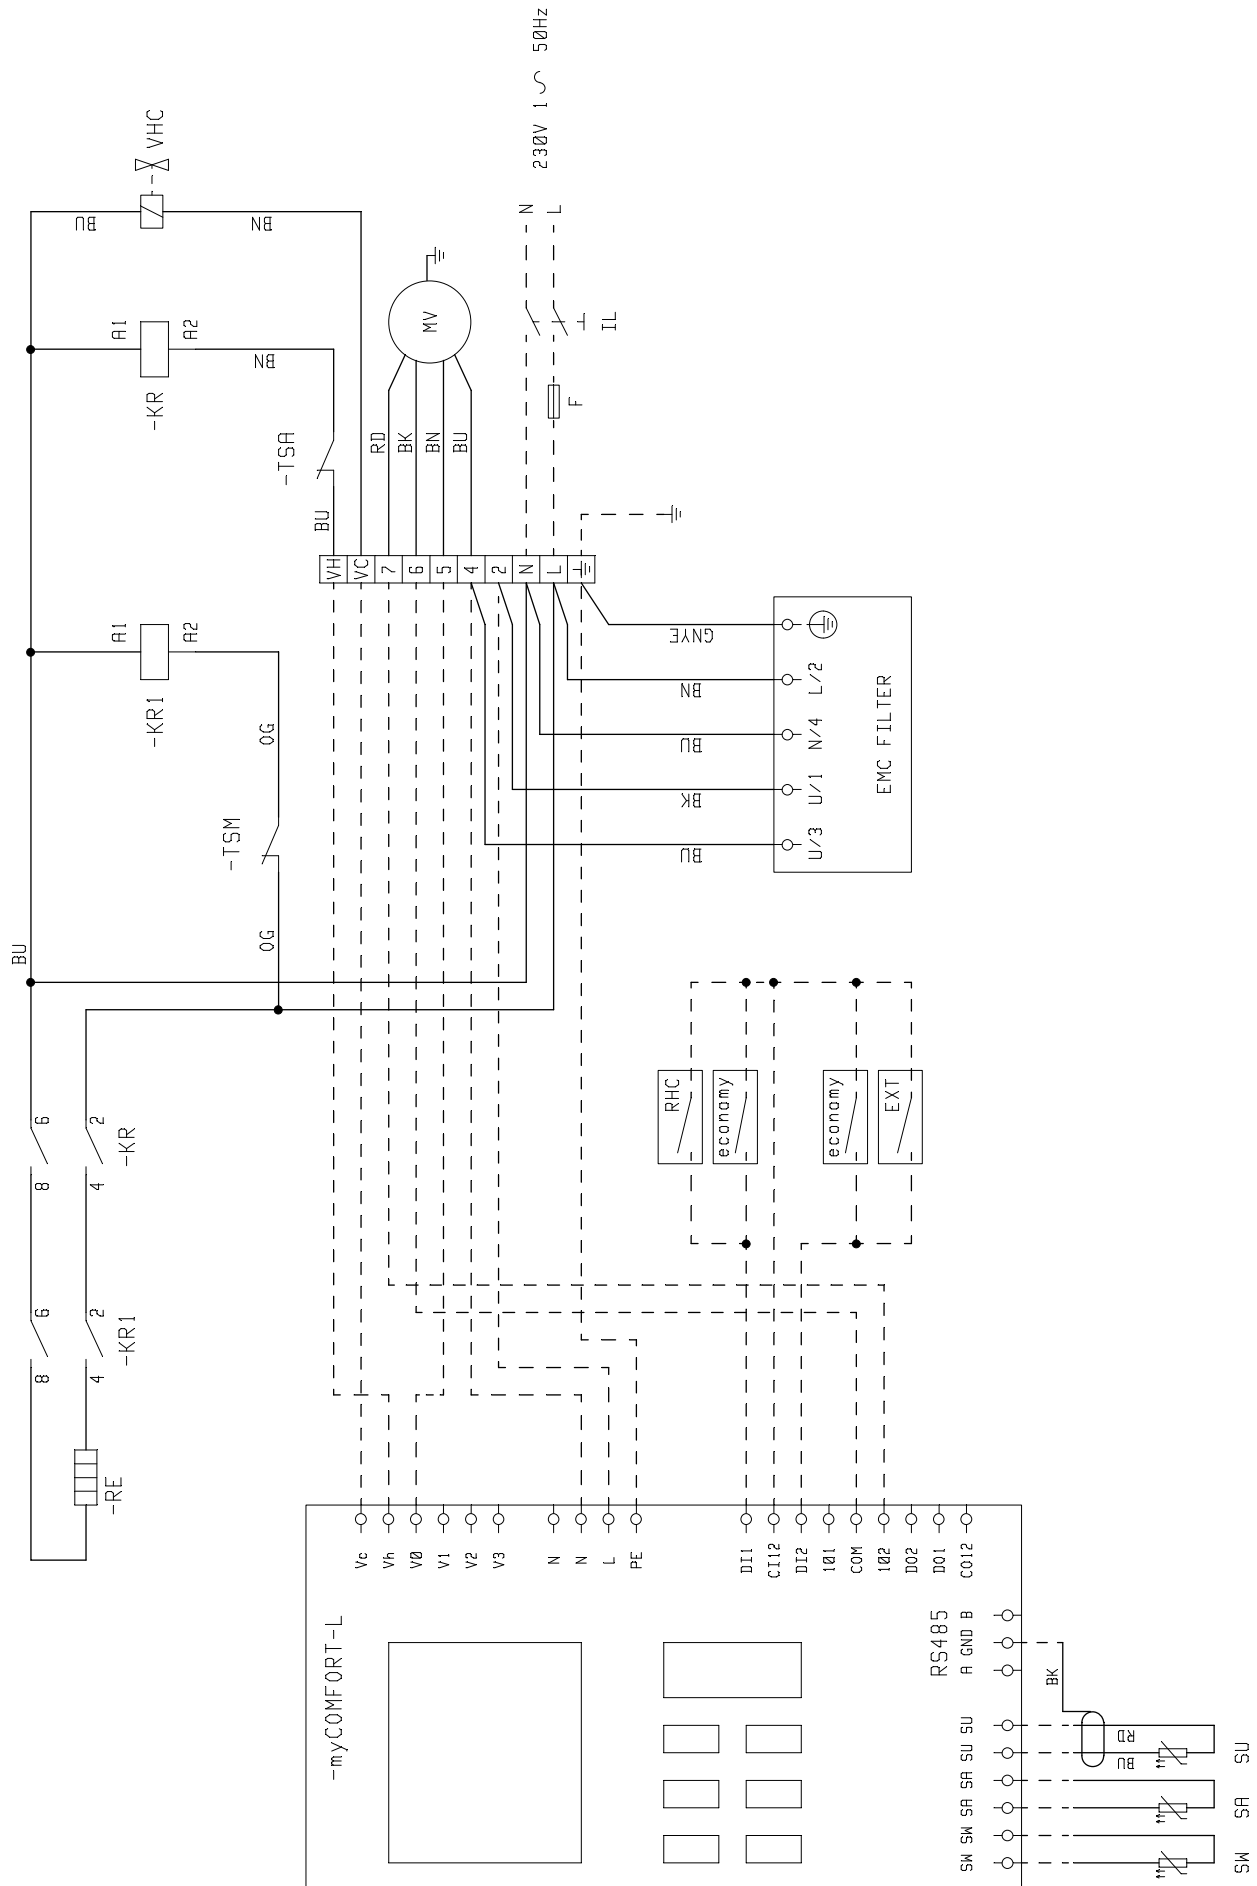 230V 1~ 50Hz
VHC
BU
BN
N
L
A1
A2
-KR
BN
MV
IL
F
-TSA
BU
RD
BK
BN
BU
VH
VC
7
6
5
4
2
N
L
A1
A2
-KR1
OG
-TSM
OG
BU
GNYE
BN
BU
BK
BU
L/2
N/4
U/1
U/3
EMC FILTER
6
8
2
4
-KR
6
8
2
4
-KR1
-RE
RHC
economy
economy
EXT
Vc
Vh
V0
V1
V2
V3
N
N
L
PE
DI1
CI12
DI2
101
COM
102
DO2
DO1
CO12
-myCOMFORT-L
RS485
A GND B
BK
SW SW SA SA SU SU
RD
BU
SW
SA
SU